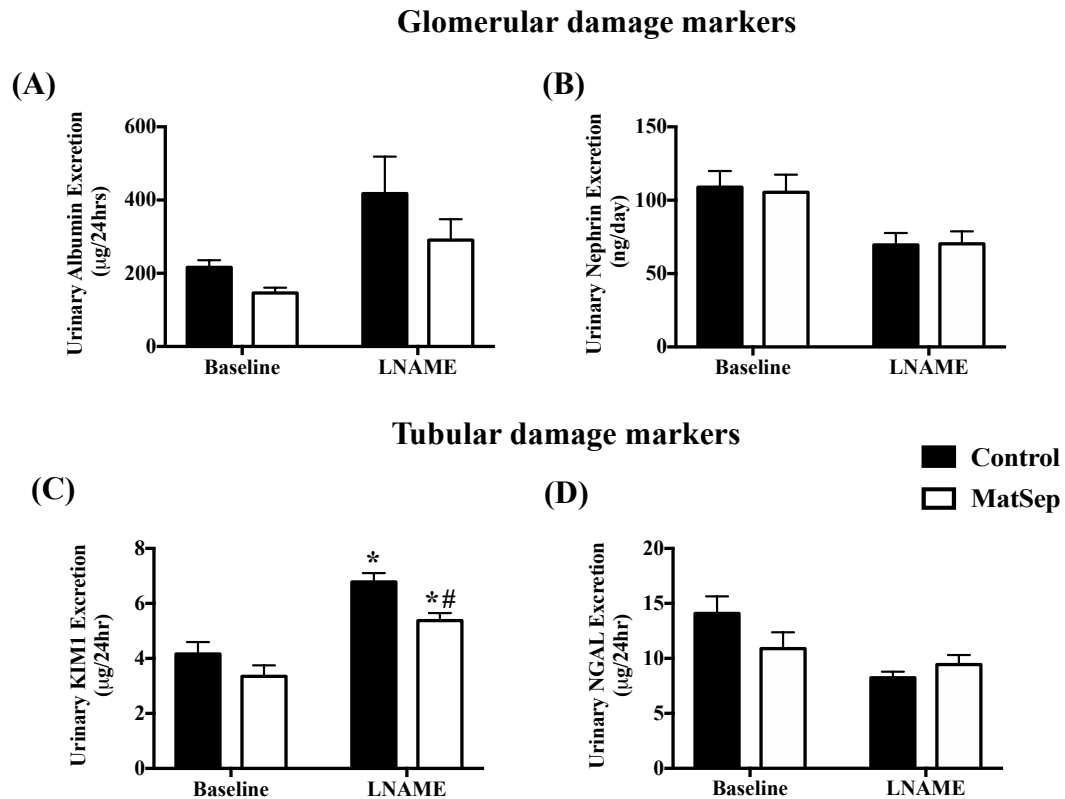 Glomerular damage markers
(A)
Urinary Albumin Excretion
(µg/24hrs)
600
400
200
0
Baseline
LNAME
(B)
Urinary Nephrin Excretion
(ng/day)
150
100
50
0
Baseline
LNAME
Tubular damage markers
Control
MatSep
(C)
Urinary KIM1 Excretion
(µg/24hr)
8
6
4
2
0
*
*#
Baseline
LNAME
(D)
Urinary NGAL Excretion
(µg/24hr)
20
15
10
5
0
Baseline
LNAME